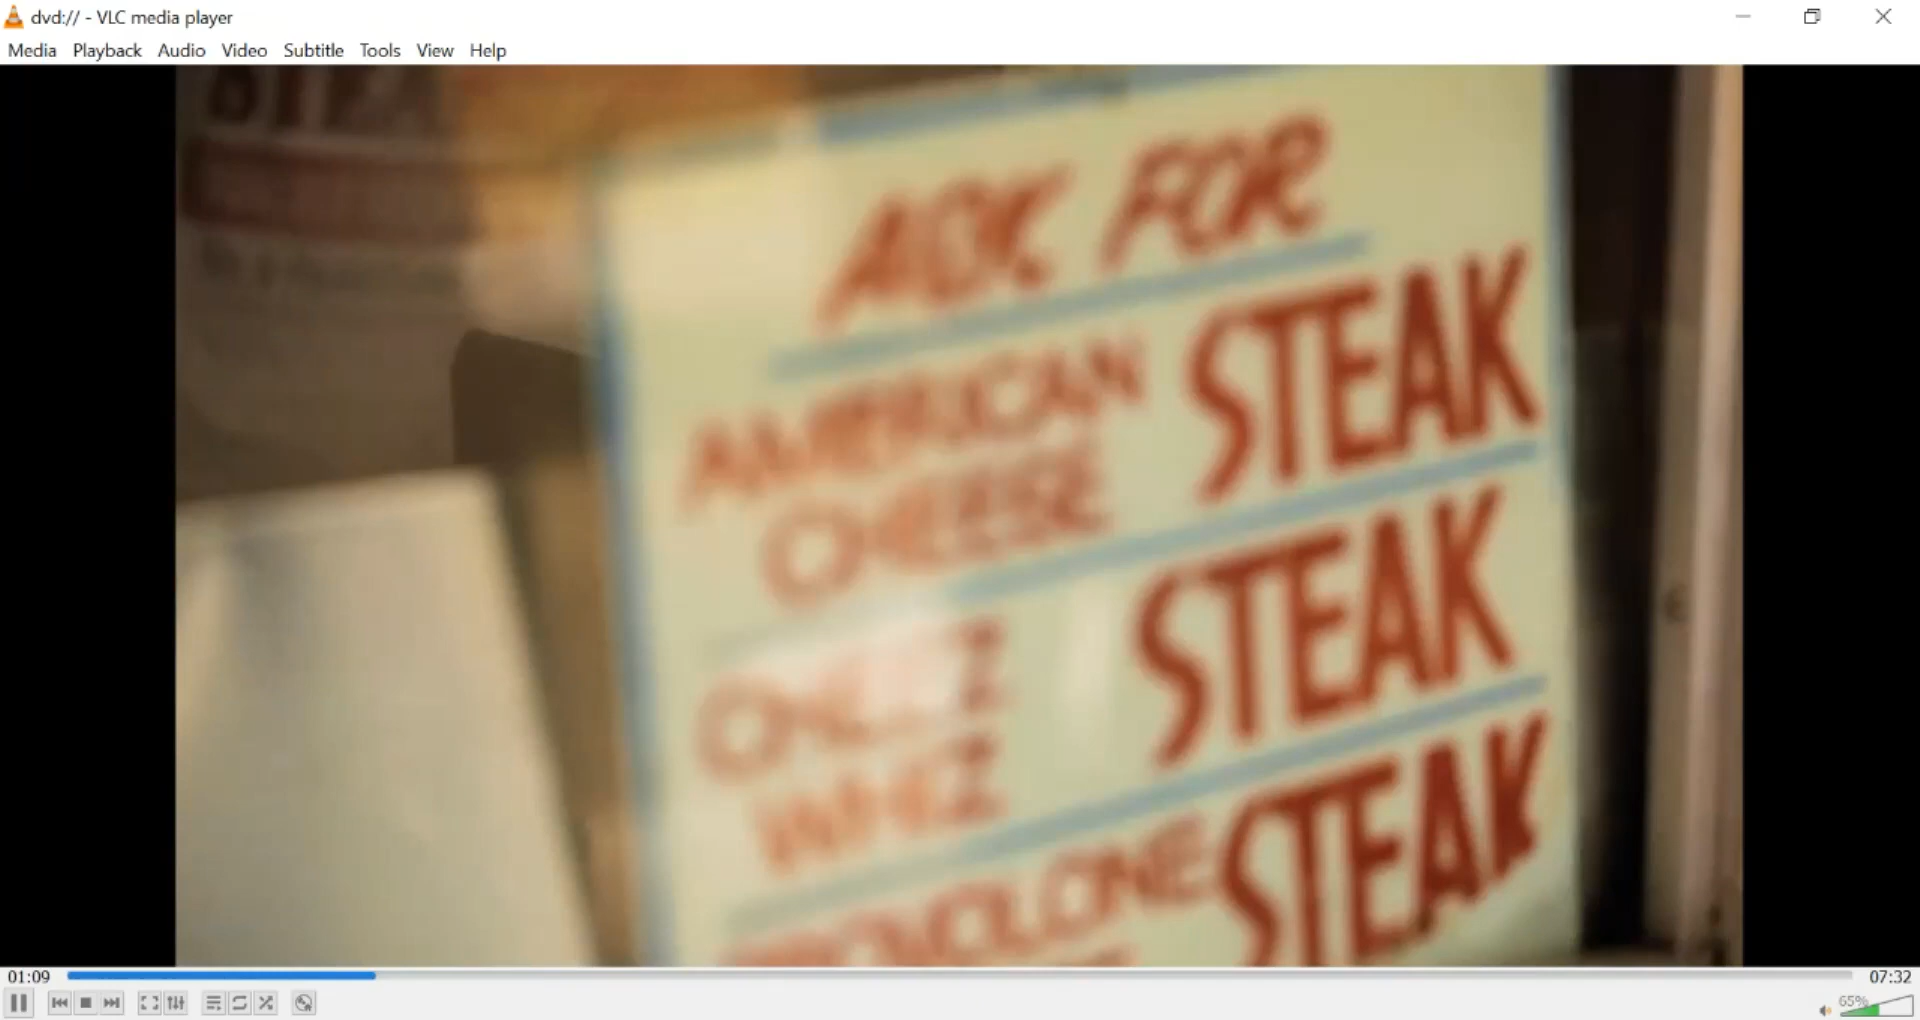 dvd:// - VLC media player
Media Playback Audio Video Subtitle Tools View Help
ASK FOR
AMERICAN CHEESE STEAK
CHEEZ WHIZ STEAK
PROVOLONE STEAK
01:09
07:32
65%